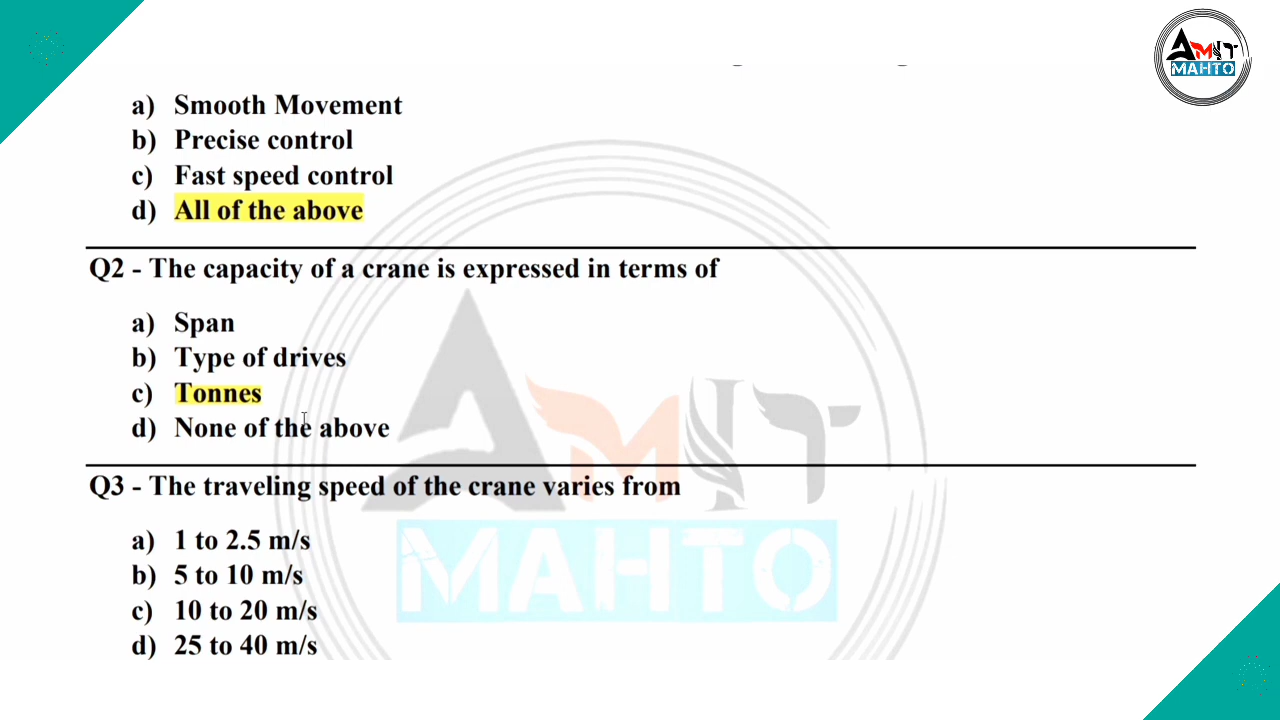 AMIT
MAHTO
a) Smooth Movement
b) Precise control
c) Fast speed control
d) All of the above
Q2 - The capacity of a crane is expressed in terms of
a) Span
b) Type of drives
c) Tonnes
d) None of the above
Q3 - The traveling speed of the crane varies from
a) 1 to 2.5 m/s
b) 5 to 10 m/s
c) 10 to 20 m/s
d) 25 to 40 m/s
AMIT
MAHTO